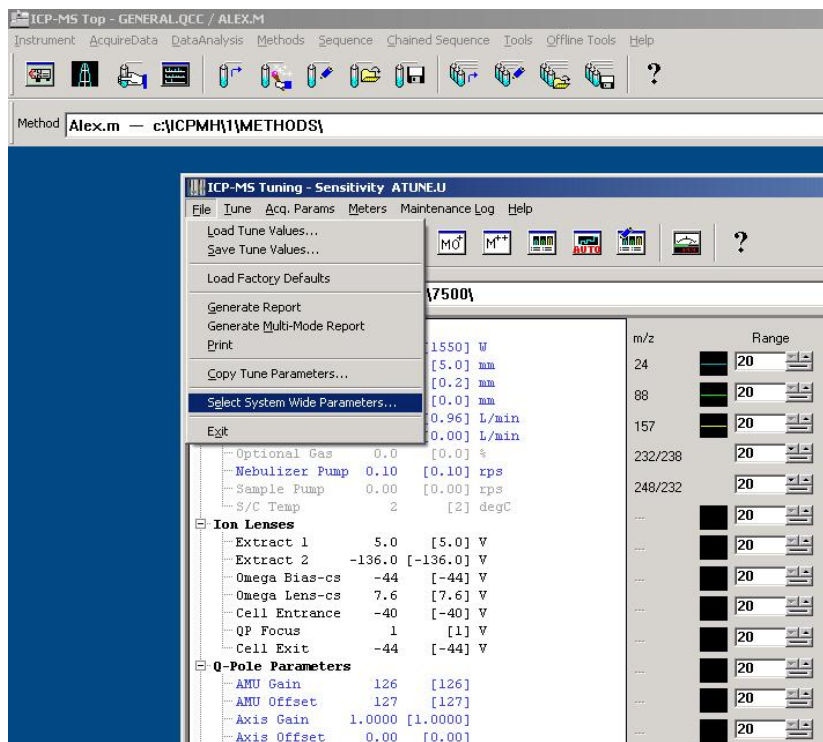 ICP-MS Top - GENERAL.QCC / ALEX.M
Instrument AcquireData DataAnalysis Methods Sequence Chained Sequence Tools Offline Tools Help
?
Method Alex.m — c:\ICPMH\1\METHODS\
ICP-MS Tuning - Sensitivity ATUNE.U
File Tune Acq. Params Meters Maintenance Log Help
Load Tune Values...
Save Tune Values...
Load Factory Defaults
Generate Report
Generate Multi-Mode Report
Print
Copy Tune Parameters...
Select System Wide Parameters...
Exit
MO+ M++ AUTO ?
\7500\
[1550] W
[5.0] mm
[0.2] mm
[0.0] mm
[0.96] L/min
[0.00] L/min
Optional Gas 0.0 [0.0] %
Nebulizer Pump 0.10 [0.10] rps
Sample Pump 0.00 [0.00] rps
S/C Temp 2 [2] degC
Ion Lenses
Extract 1 5.0 [5.0] V
Extract 2 -136.0 [-136.0] V
Omega Bias-cs -44 [-44] V
Omega Lens-cs 7.6 [7.6] V
Cell Entrance -40 [-40] V
QP Focus 1 [1] V
Cell Exit -44 [-44] V
Q-Pole Parameters
AMU Gain 126 [126]
AMU Offset 127 [127]
Axis Gain 1.0000 [1.0000]
Axis Offset 0.00 [0.00]
m/z Range
24 20
88 20
157 20
232/238 20
248/232 20
... 20
... 20
... 20
... 20
... 20
... 20
... 20
... 20